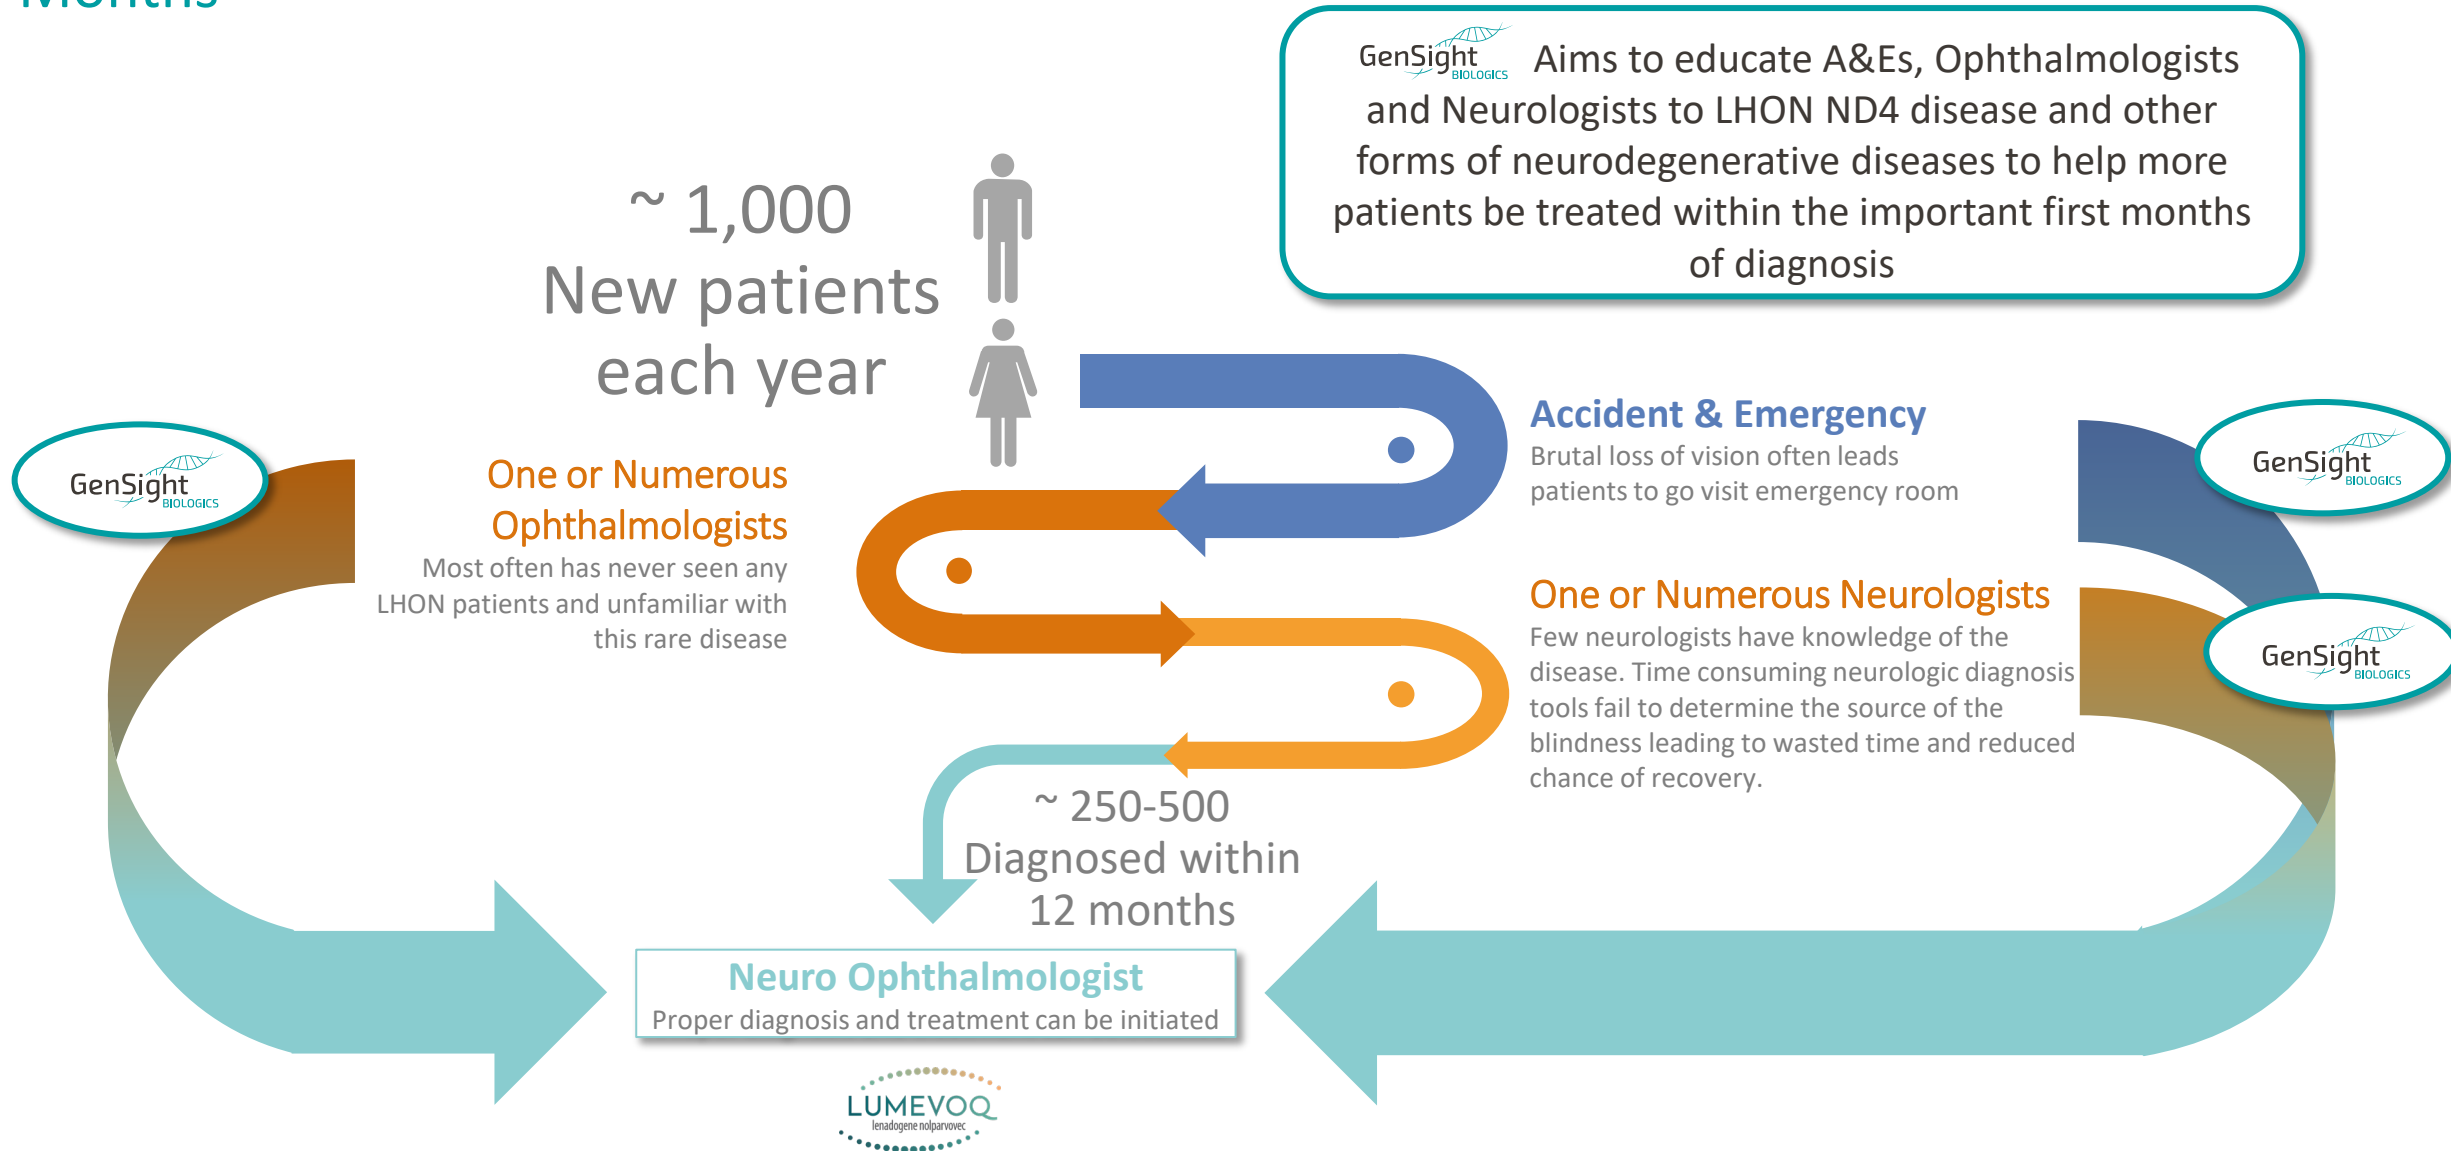 Months
GenSight
BIOLOGICS
Aims to educate A&Es, Ophthalmologists
and Neurologists to LHON ND4 disease and other
forms of neurodegenerative diseases to help more
patients be treated within the important first months
of diagnosis
~ 1,000
New patients
each year
Accident & Emergency
Brutal loss of vision often leads
patients to go visit emergency room
GenSight
BIOLOGICS
One or Numerous
Ophthalmologists
Most often has never seen any
LHON patients and unfamiliar with
this rare disease
GenSight
BIOLOGICS
One or Numerous Neurologists
Few neurologists have knowledge of the
disease. Time consuming neurologic diagnosis
tools fail to determine the source of the
blindness leading to wasted time and reduced
chance of recovery.
GenSight
BIOLOGICS
~ 250-500
Diagnosed within
12 months
Neuro Ophthalmologist
Proper diagnosis and treatment can be initiated
LUMEVOQ
lenadogene nolparvovec